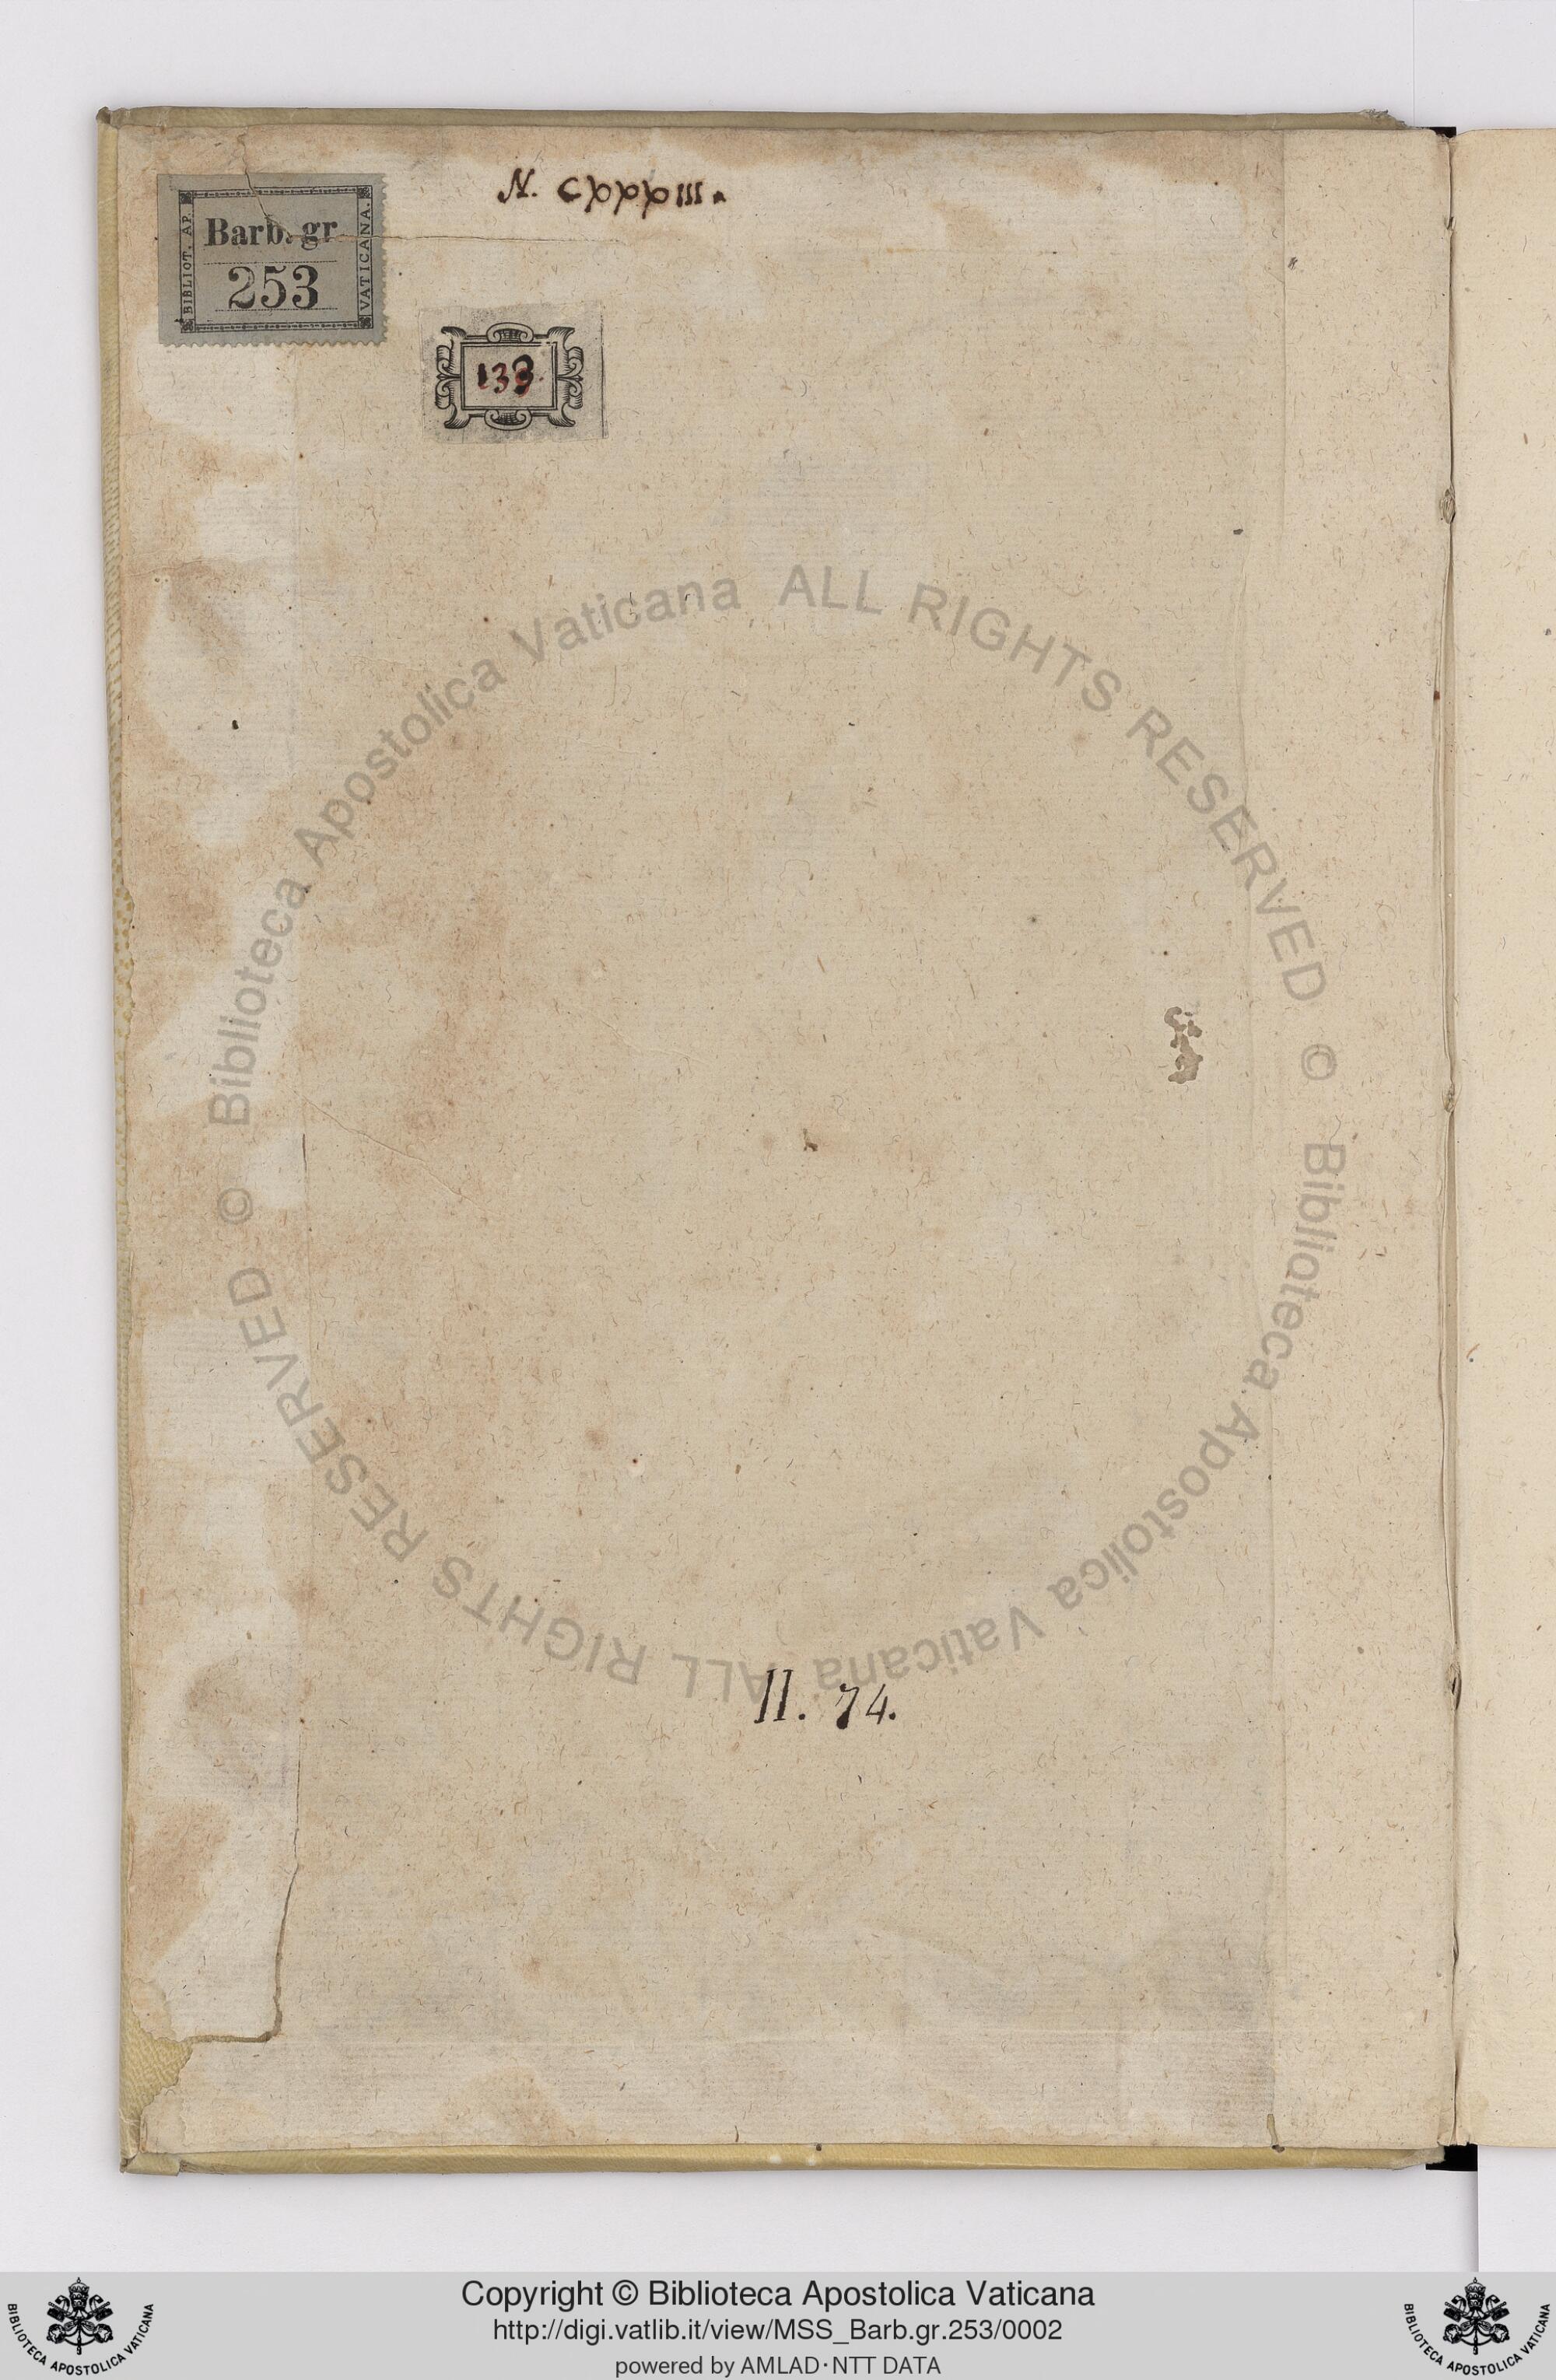 N. CXXXIII.
BIBLIOT. AP. VATICANA.
Barb. gr.
253
133.
© Biblioteca Apostolica Vaticana ALL RIGHTS RESERVED
© Biblioteca Apostolica Vaticana ALL RIGHTS RESERVED
II. 74.
Copyright © Biblioteca Apostolica Vaticana
http://digi.vatlib.it/view/MSS_Barb.gr.253/0002
powered by AMLAD·NTT DATA
BIBLIOTECA APOSTOLICA VATICANA
BIBLIOTECA APOSTOLICA VATICANA